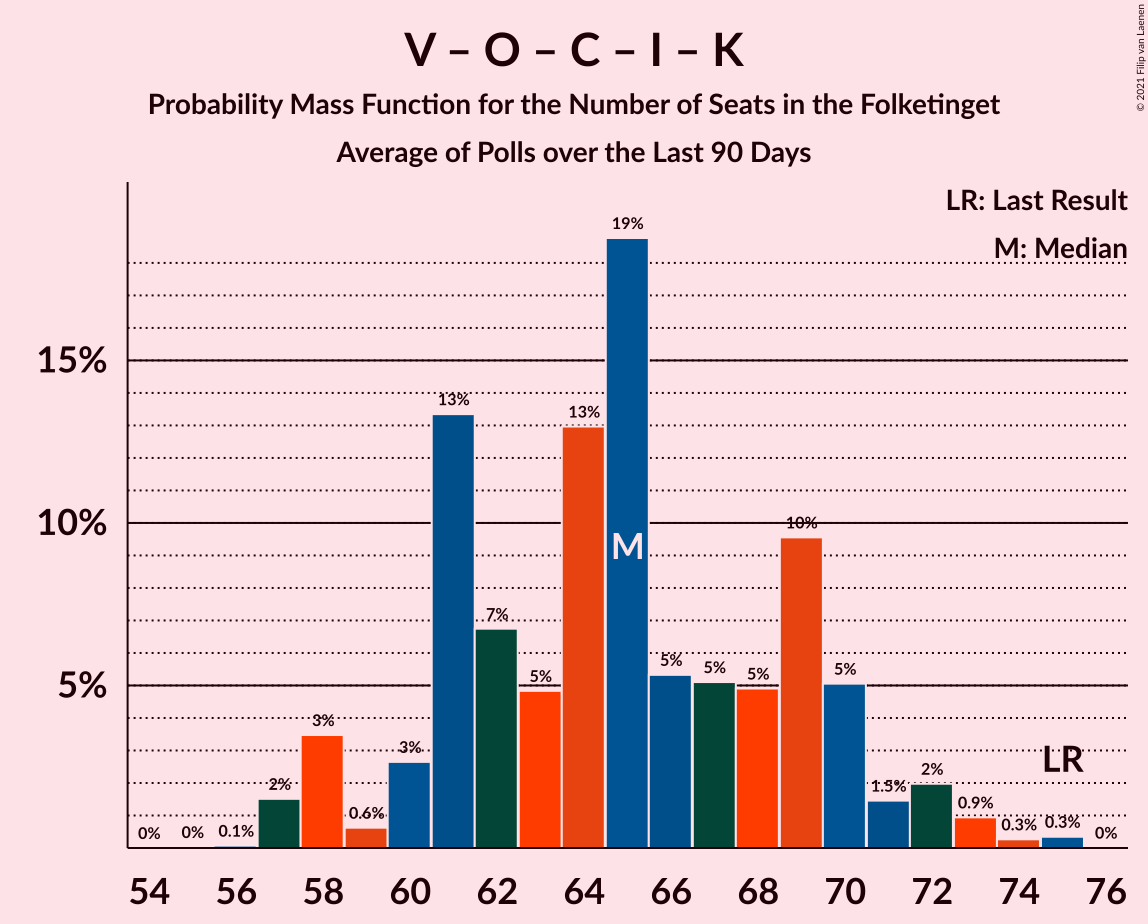 V – O – C – I – K
Probability Mass Function for the Number of Seats in the Folketinget
Average of Polls over the Last 90 Days
© 2021 Filip van Laenen
LR: Last Result
M: Median
15%
10%
5%
0%
0%
0.1%
2%
3%
0.6%
3%
13%
7%
5%
13%
19%
5%
5%
5%
10%
5%
1.5%
2%
0.9%
0.3%
0.3%
0%
M
LR
54 56 58 60 62 64 66 68 70 72 74 76